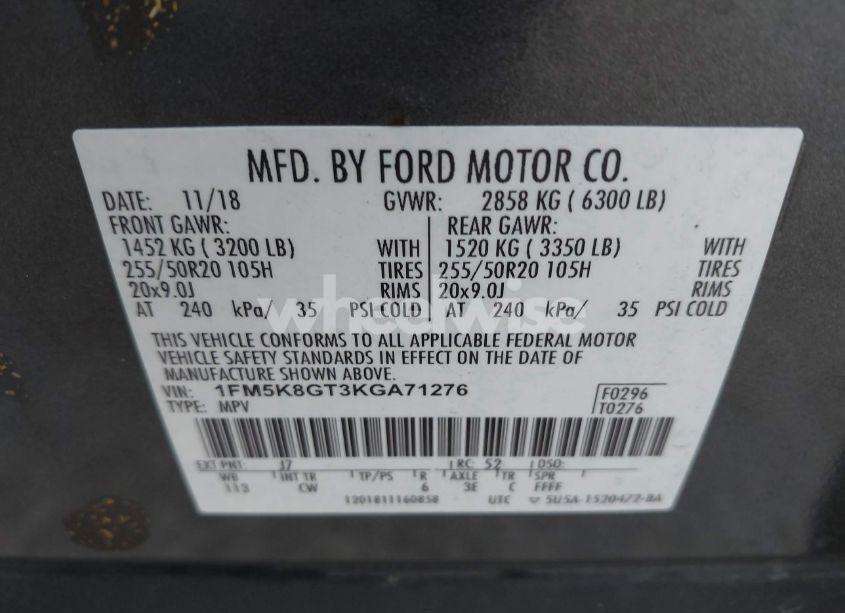 MFD. BY FORD MOTOR CO.
DATE: 11/18 GVWR: 2858 KG ( 6300 LB)
FRONT GAWR: REAR GAWR:
1452 KG ( 3200 LB) WITH 1520 KG ( 3350 LB) WITH
255/50R20 105H TIRES 255/50R20 105H TIRES
20x9.0J RIMS 20x9.0J RIMS
AT 240 kPa/ 35 PSI COLD AT 240 kPa/ 35 PSI COLD
wheelwise
THIS VEHICLE CONFORMS TO ALL APPLICABLE FEDERAL MOTOR
VEHICLE SAFETY STANDARDS IN EFFECT ON THE DATE OF
MANUFACTURE SHOWN ABOVE.
VIN: 1FM5K8GT3KGA71276 F0296
TYPE: MPV T0276
EXT PNT: J7 RC: 52 DSO:
WB INT TR TP/PS R AXLE TR SPR
113 CW 6 3E C FFFF
1201811160858 UTC 5U5A-1520472-BA